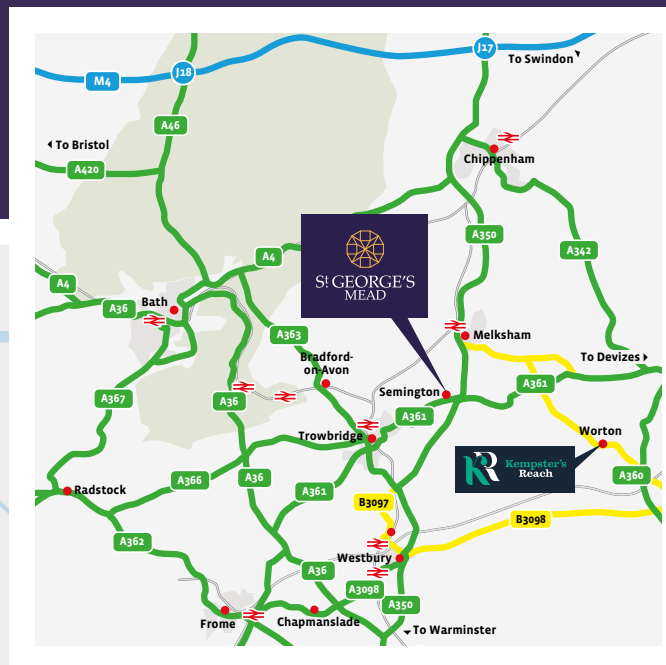 J17
To Swindon
J18
M4
A46
To Bristol
A420
Chippenham
A350
A342
ST GEORGE'S
MEAD
A4
A4
Bath
A36
A363
Melksham
Bradford-
on-Avon
To Devizes
A361
Semington
A367
A36
A361
Trowbridge
Worton
Kempster's
Reach
A360
A366
A36
Radstock
A361
B3097
B3098
A362
Westbury
A36
A3098
A350
Frome
Chapmanslade
To Warminster